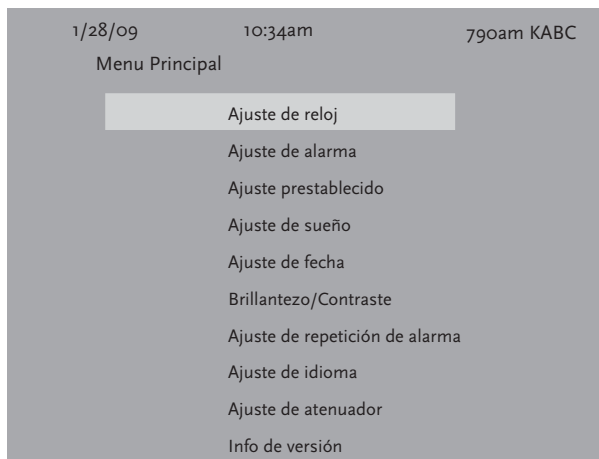 1/28/09 10:34am 790am KABC
Menu Principal
Ajuste de reloj
Ajuste de alarma
Ajuste prestablecido
Ajuste de sueño
Ajuste de fecha
Brillantezo/Contraste
Ajuste de repetición de alarma
Ajuste de idioma
Ajuste de atenuador
Info de versión